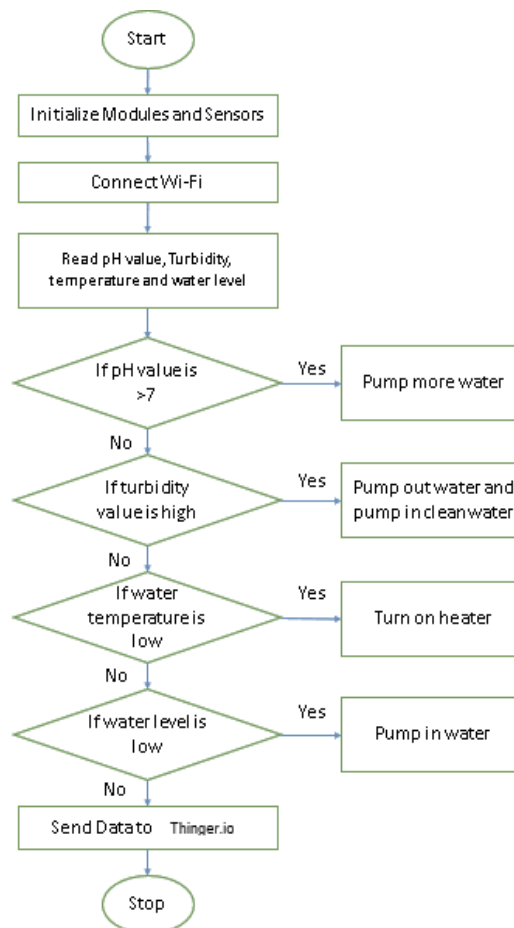 Start
Initialize Modules and Sensors
Connect Wi-Fi
Read pH value, Turbidity,
temperature and water level
If pH value is
>7
Yes
Pump more water
No
If turbidity
value is high
Yes
Pump out water and
pump in clean water
No
If water
temperature is
low
Yes
Turn on heater
No
If water level is
low
Yes
Pump in water
No
Send Data to Thinger.io
Stop